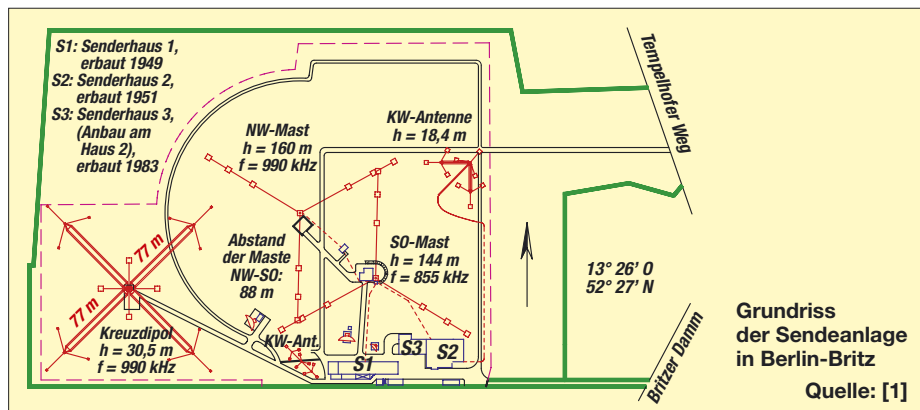 S1: Senderhaus 1,
erbaut 1949
S2: Senderhaus 2,
erbaut 1951
S3: Senderhaus 3,
(Anbau am
Haus 2),
erbaut 1983
NW-Mast
h = 160 m
f = 990 kHz
KW-Antenne
h = 18,4 m
Tempelhofer Weg
77 m
77 m
Abstand
der Maste
NW-SO:
88 m
SO-Mast
h = 144 m
f = 855 kHz
13° 26' O
52° 27' N
Kreuzdipol
h = 30,5 m
f = 990 kHz
KW-Ant.
S1
S3
S2
Britzer Damm
Grundriss
der Sendeanlage
in Berlin-Britz
Quelle: [1]